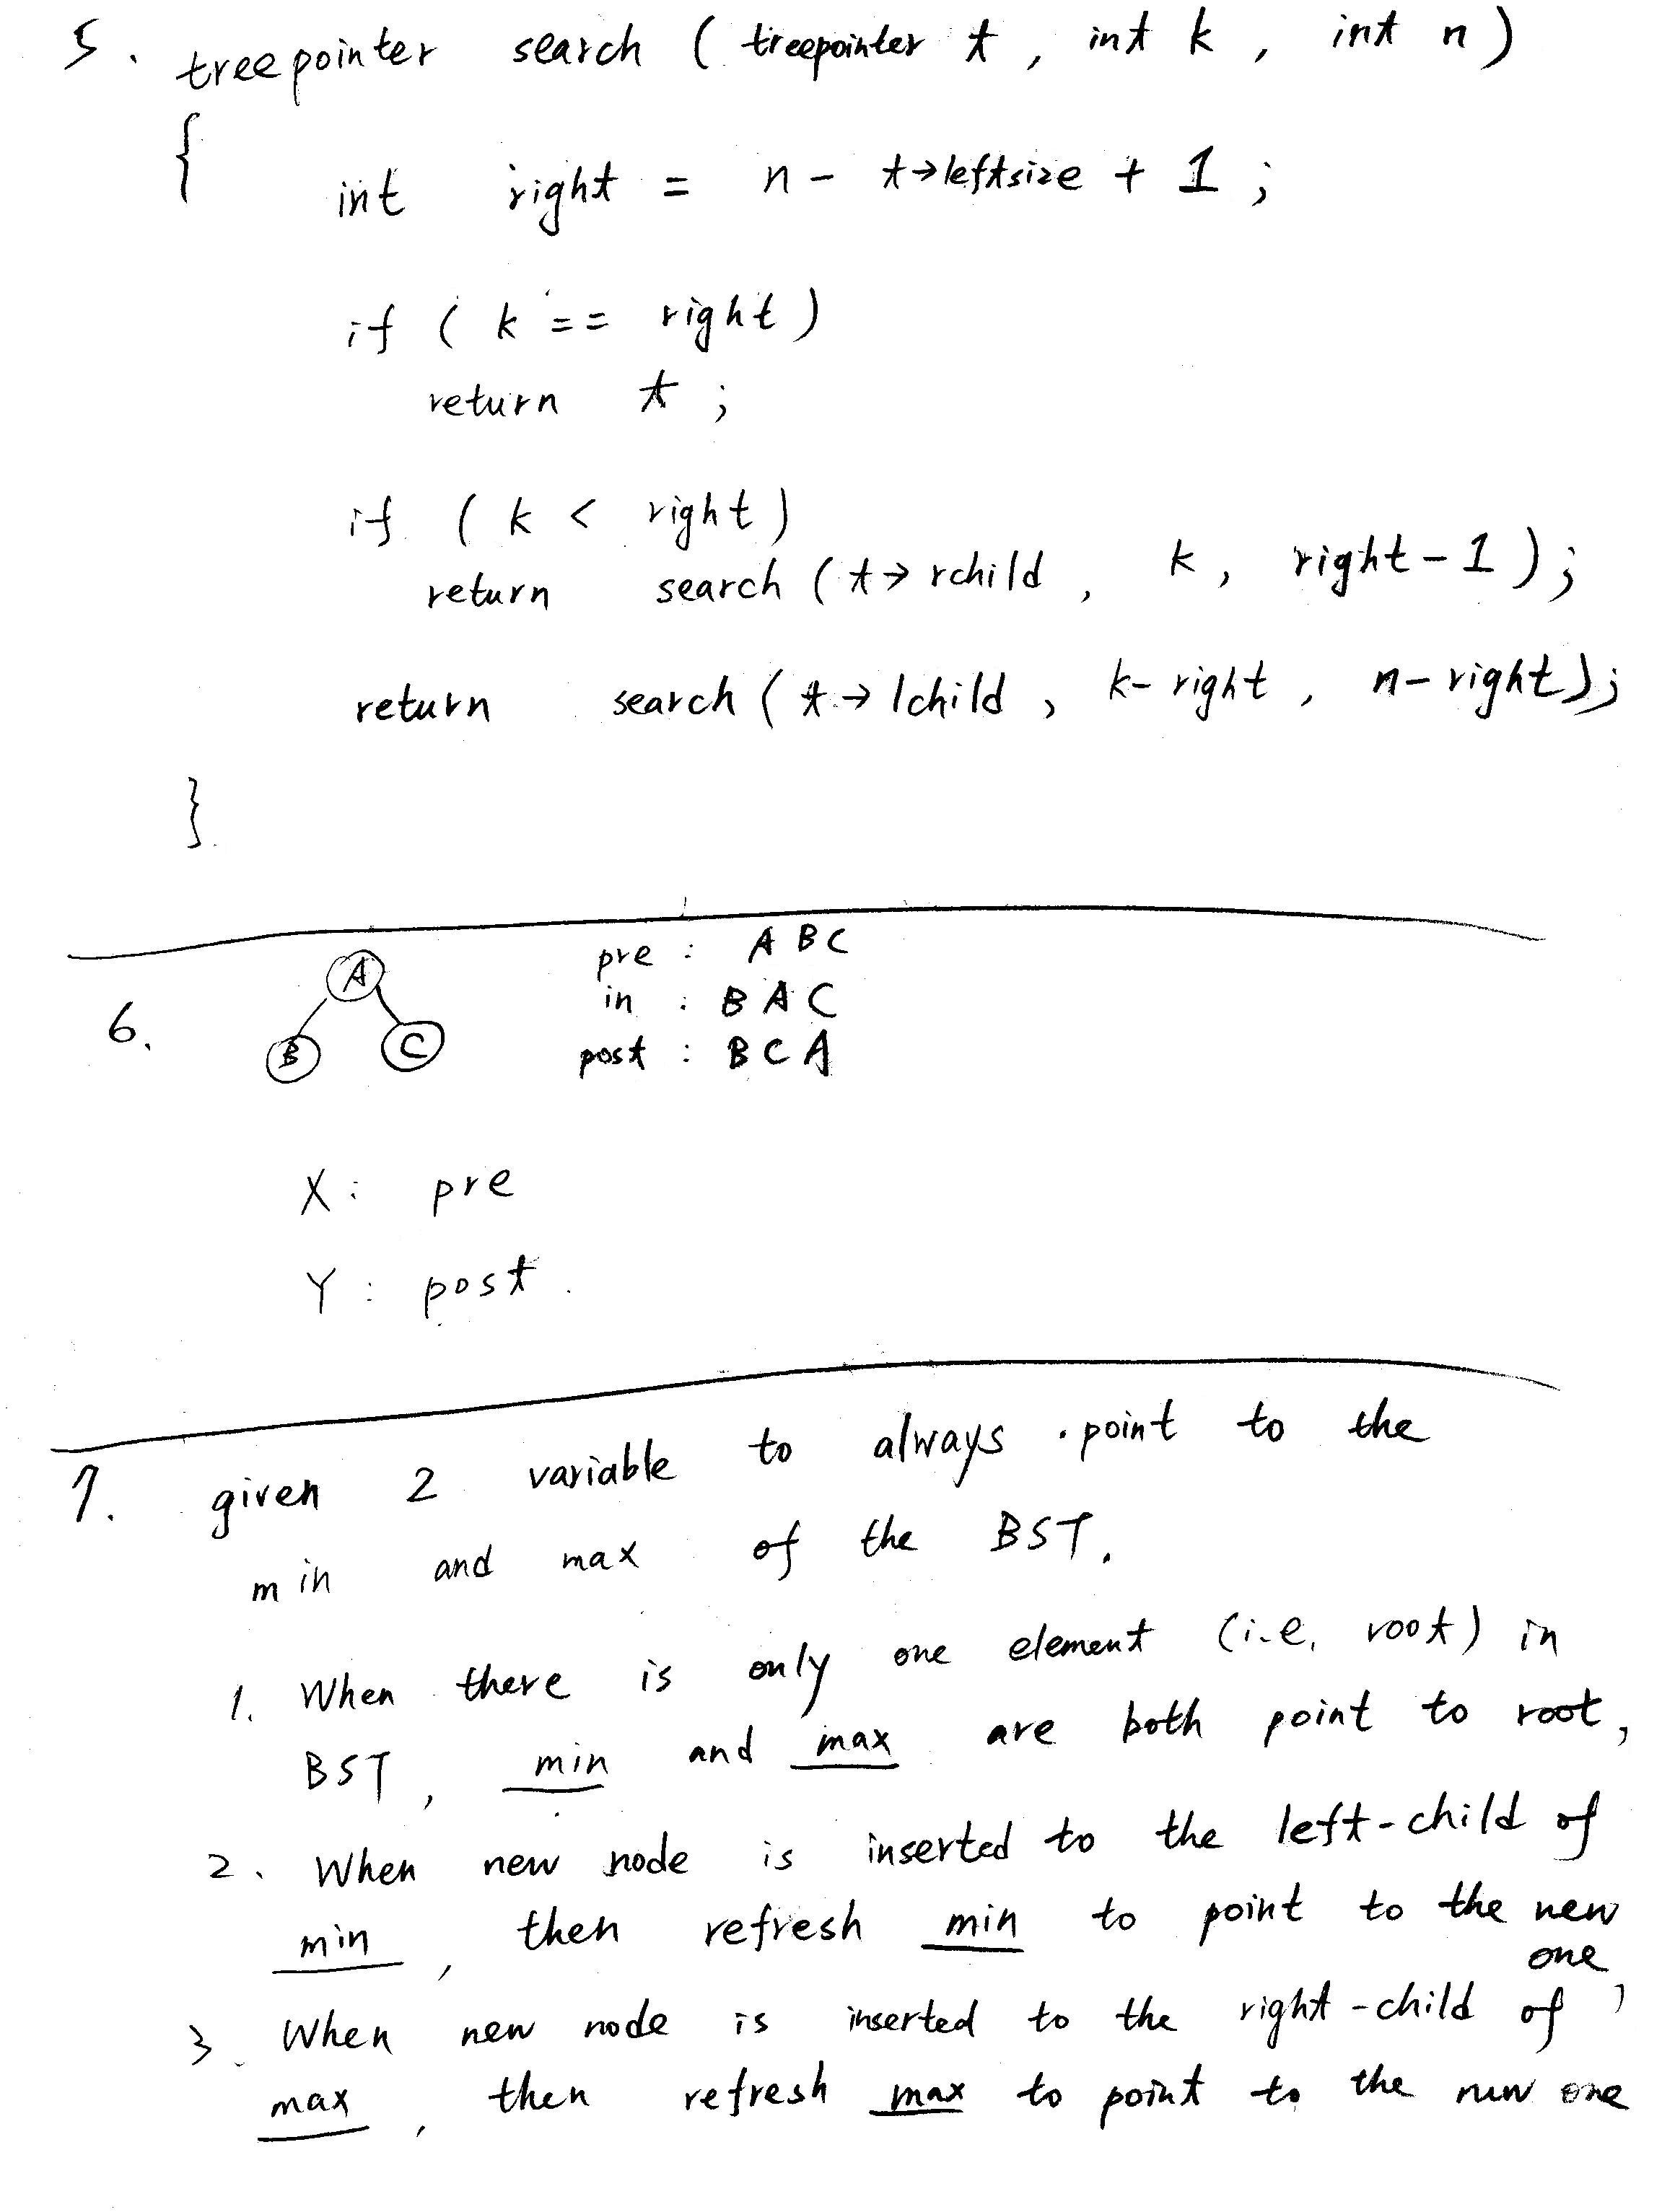 5. treepointer search ( treepointer t , int k , int n )
{
int right = n - t→leftsize + 1 ;
if ( k == right )
return t ;
if ( k < right )
return search ( t→ rchild , k , right - 1 ) ;
return search ( t → lchild , k - right , n - right ) ;
}
6.
A
B C
pre : A B C
in : B A C
post : B C A
X : pre
Y : post .
7. given 2 variable to always point to the
min and max of the BST.
1. When there is only one element (i.e. root) in
BST, min and max are both point to root,
2. When new node is inserted to the left-child of
min , then refresh min to point to the new
one ,
3. When new node is inserted to the right-child of
max , then refresh max to point to the new one